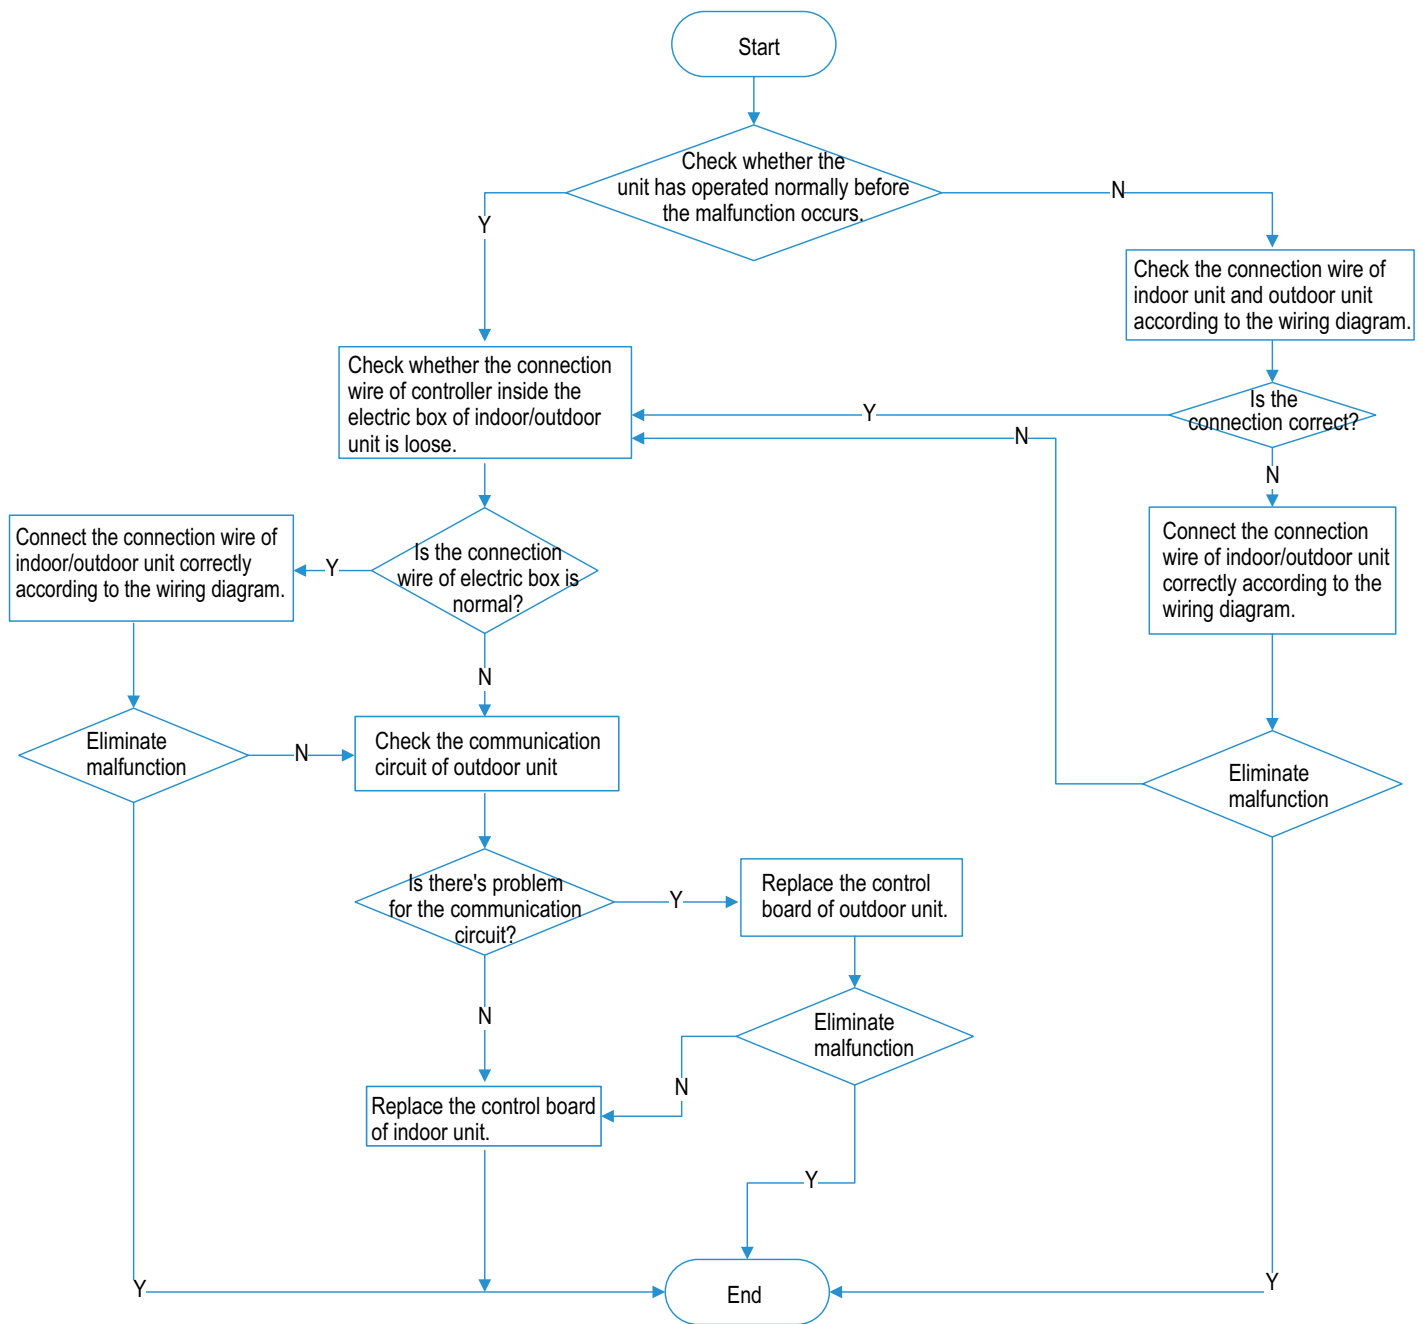 Start
Check whether the
unit has operated normally before
the malfunction occurs.
N
Y
Check the connection wire of
indoor unit and outdoor unit
according to the wiring diagram.
Check whether the connection
wire of controller inside the
electric box of indoor/outdoor
unit is loose.
Y
Is the
connection correct?
N
N
Connect the connection wire of
indoor/outdoor unit correctly
according to the wiring diagram.
Y
Is the connection
wire of electric box is
normal?
Connect the connection
wire of indoor/outdoor unit
correctly according to the
wiring diagram.
N
Eliminate
malfunction
N
Check the communication
circuit of outdoor unit
Eliminate
malfunction
Is there's problem
for the communication
circuit?
Y
Replace the control
board of outdoor unit.
N
Eliminate
malfunction
N
Replace the control board
of indoor unit.
Y
Y
End
Y